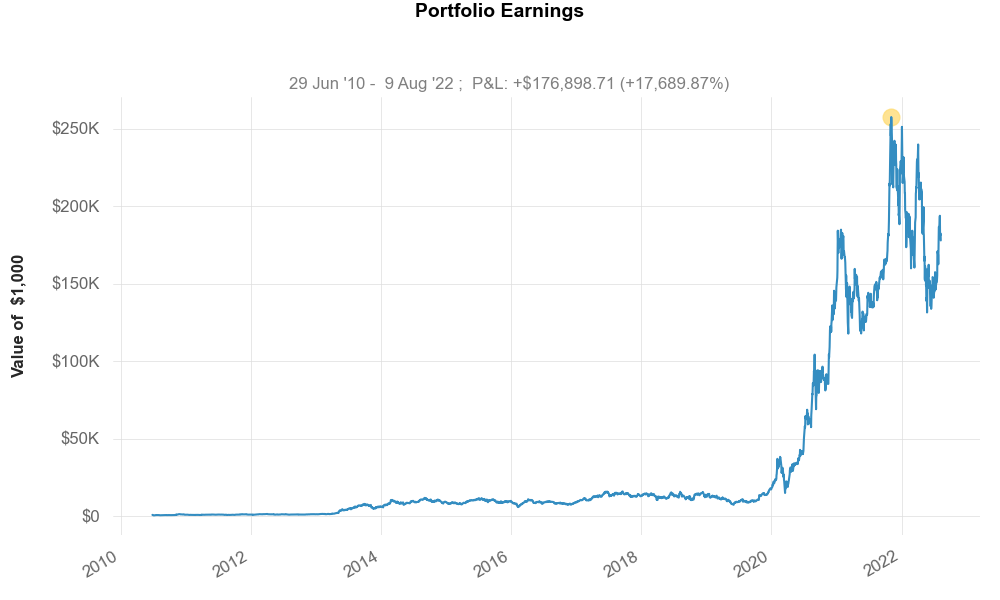 Portfolio Earnings
29 Jun '10 -  9 Aug '22 ;  P&L: +$176,898.71 (+17,689.87%)
Value of  $1,000
$250K
$200K
$150K
$100K
$50K
$0
2010
2012
2014
2016
2018
2020
2022